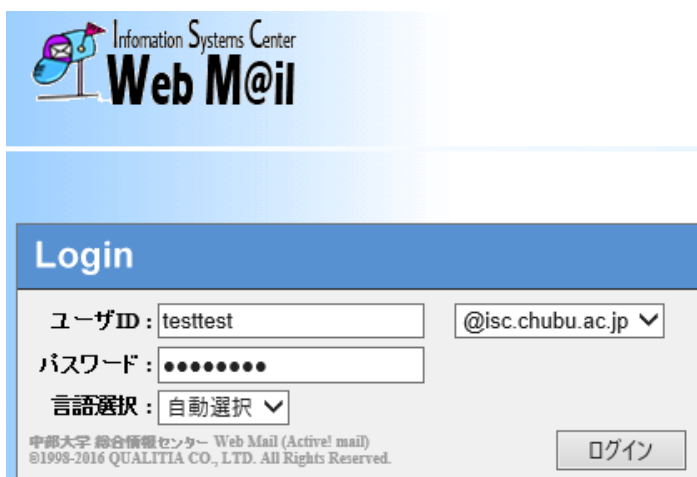 Infomation Systems Center
Web M@il
Login
ユーザID : testtest @isc.chubu.ac.jp
パスワード : ●●●●●●●●
言語選択 : 自動選択
中部大学 総合情報センター Web Mail (Active! mail)
©1998-2016 QUALITIA CO., LTD. All Rights Reserved.
ログイン